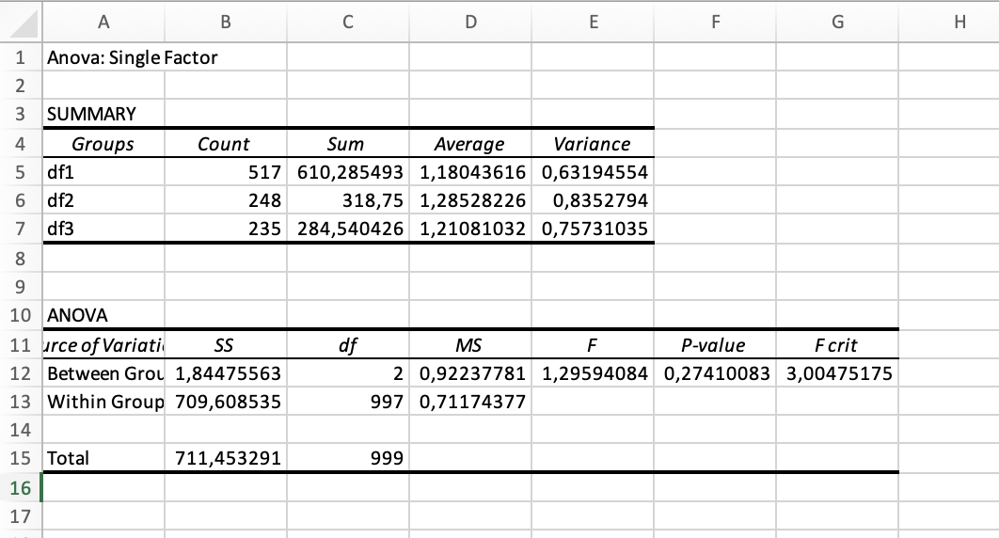 A B C D E F G H
1 Anova: Single Factor
2
3 SUMMARY
4 Groups Count Sum Average Variance
5 df1 517 610,285493 1,18043616 0,63194554
6 df2 248 318,75 1,28528226 0,8352794
7 df3 235 284,540426 1,21081032 0,75731035
8
9
10 ANOVA
11 urce of Variati SS df MS F P-value F crit
12 Between Grou 1,84475563 2 0,92237781 1,29594084 0,27410083 3,00475175
13 Within Group 709,608535 997 0,71174377
14
15 Total 711,453291 999
16
17